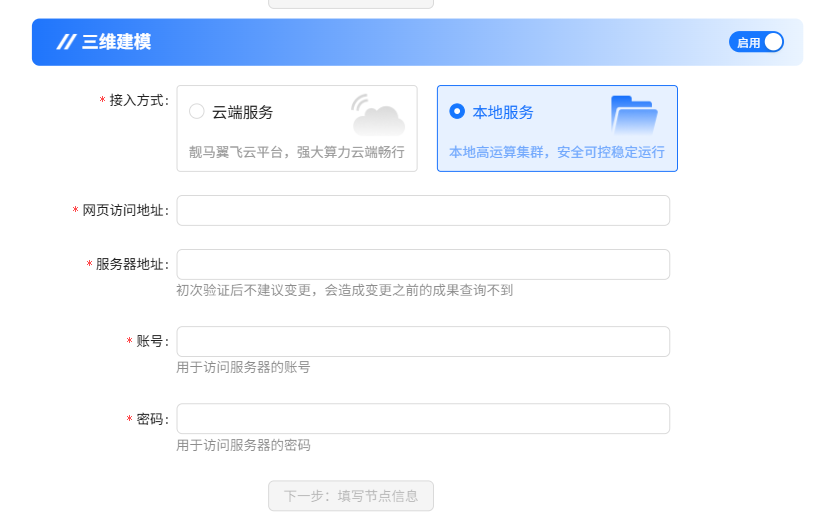 三维建模
启用
* 接入方式:
云端服务
靓马翼飞云平台，强大算力云端畅行
本地服务
本地高运算集群，安全可控稳定运行
* 网页访问地址:
* 服务器地址:
初次验证后不建议变更，会造成变更之前的成果查询不到
* 账号:
用于访问服务器的账号
* 密码:
用于访问服务器的密码
下一步：填写节点信息